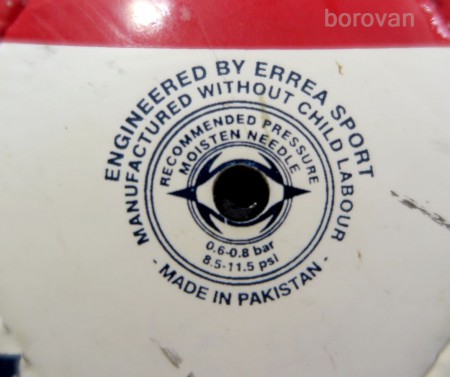 borovan
ENGINEERED BY ERREA SPORT
MANUFACTURED WITHOUT CHILD LABOUR
RECOMMENDED PRESSURE
MOISTEN NEEDLE
0.6-0.8 bar
8.5-11.5 psi
- MADE IN PAKISTAN -